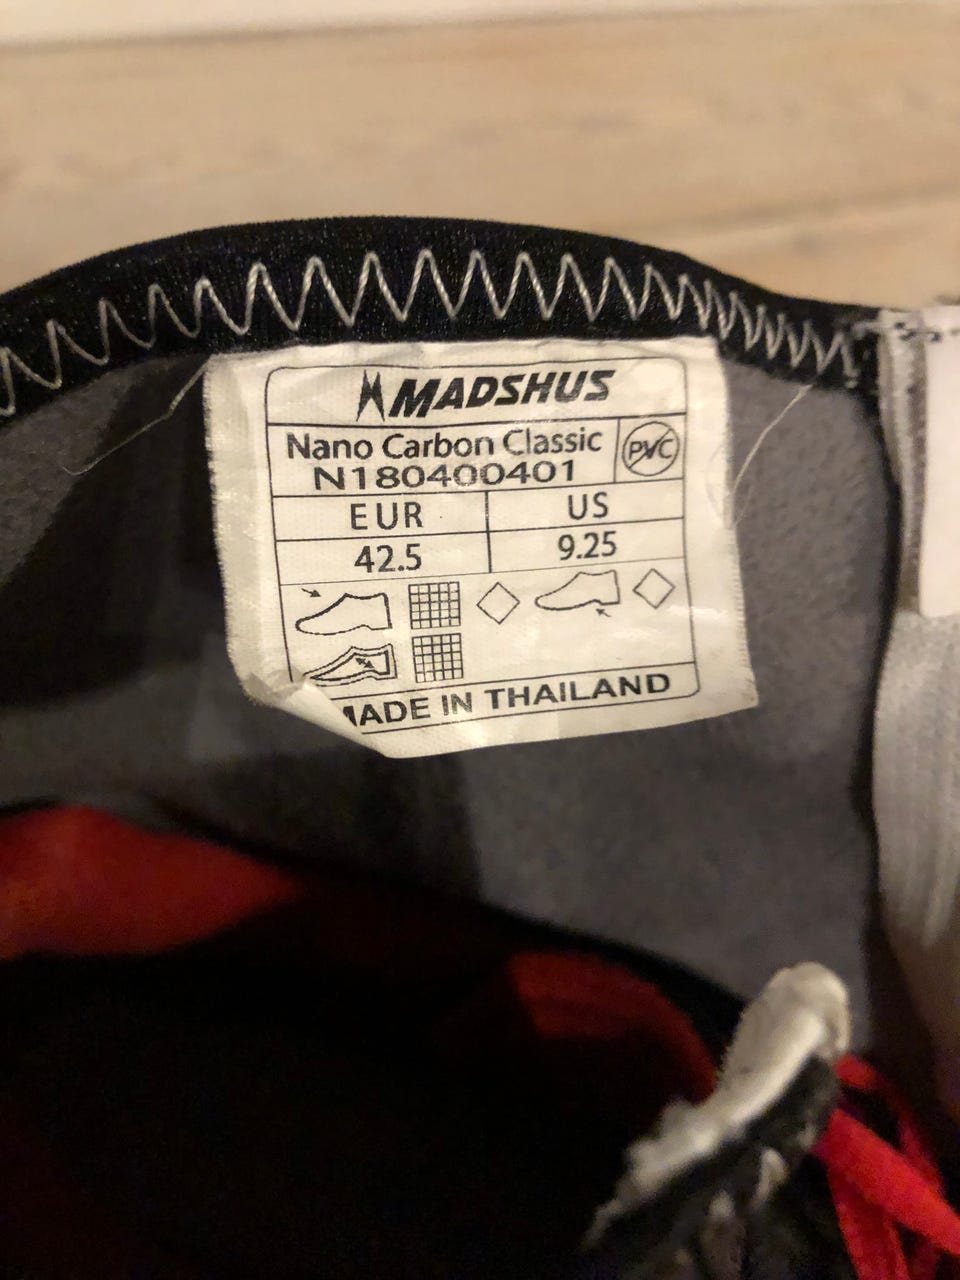 MADSHUS
Nano Carbon Classic
N180400401
PVC
EUR US
42.5 9.25
MADE IN THAILAND